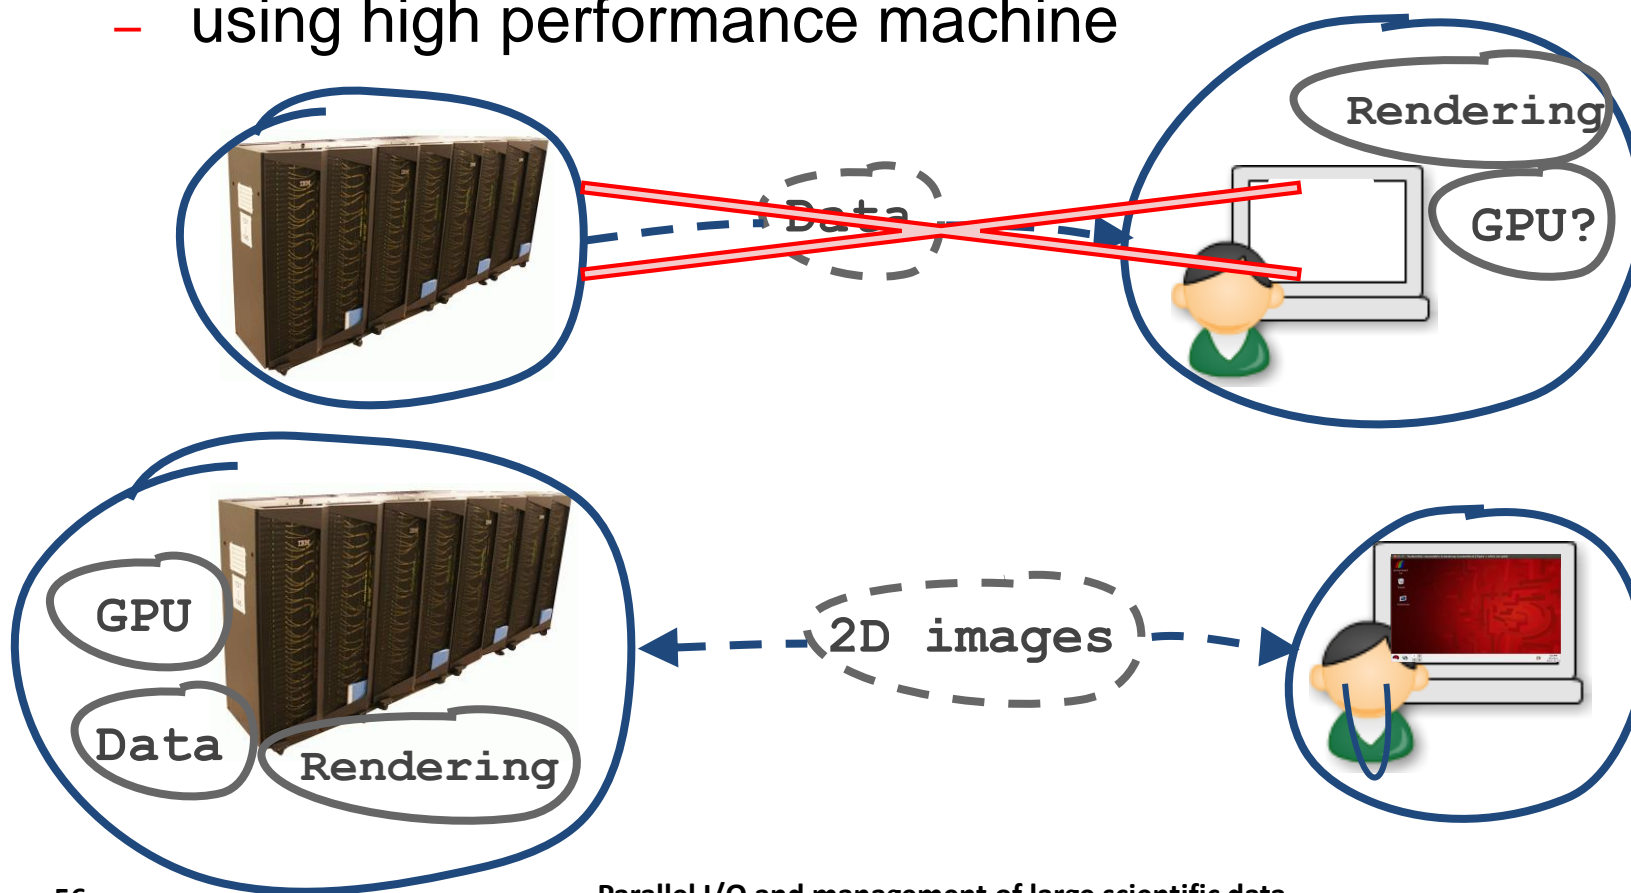 – using high performance machine
Rendering
Data
GPU?
GPU
2D images
Data
Rendering
56
Parallel I/O and management of large scientific data